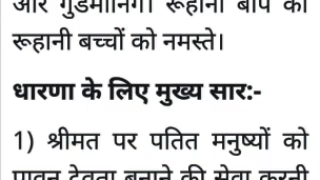 और गुडमॉर्निंग। रूहानी बाप की
रूहानी बच्चों को नमस्ते।
धारणा के लिए मुख्य सार:-
1) श्रीमत पर पतित मनुष्यों को
पावन देवता बनाने की सेवा करनी